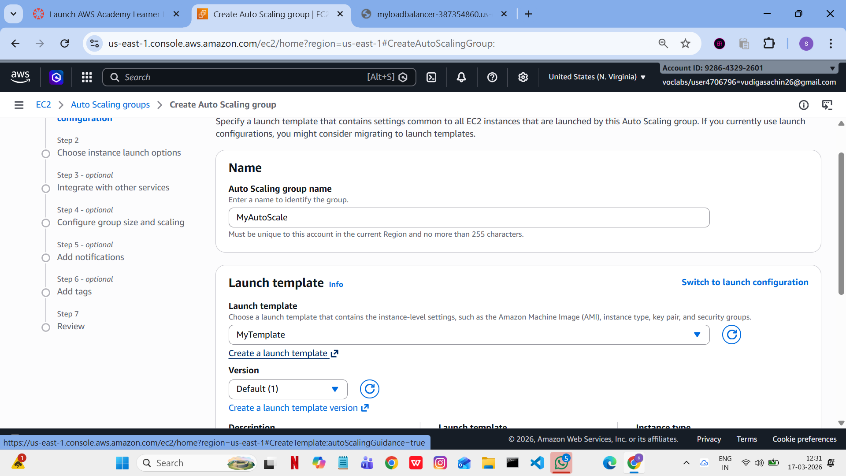 Launch AWS Academy Learner
Create Auto Scaling group | EC2
mybadbalancer-387354860.us
us-east-1.console.aws.amazon.com/ec2/home?region=us-east-1#CreateAutoScalingGroup:
S
aws
Search
[Alt+S]
United States (N. Virginia)
Account ID: 9286-4329-2601
voclabs/user4706796=vudigasachin26@gmail.com
EC2
Auto Scaling groups
Create Auto Scaling group
configuration
Step 2
Choose instance launch options
Step 3 - optional
Integrate with other services
Step 4 - optional
Configure group size and scaling
Step 5 - optional
Add notifications
Step 6 - optional
Add tags
Step 7
Review
Specify a launch template that contains settings common to all EC2 instances that are launched by this Auto Scaling group. If you currently use launch
configurations, you might consider migrating to launch templates.
Name
Auto Scaling group name
Enter a name to identify the group.
MyAutoScale
Must be unique to this account in the current Region and no more than 255 characters.
Launch template Info
Switch to launch configuration
Launch template
Choose a launch template that contains the instance-level settings, such as the Amazon Machine Image (AMI), instance type, key pair, and security groups.
MyTemplate
Create a launch template
Version
Default (1)
Create a launch template version
Description
Launch template
Instance type
https://us-east-1.console.aws.amazon.com/ec2/home?region=us-east-1#CreateTemplate:autoScalingGuidance=true
© 2026, Amazon Web Services, Inc. or its affiliates.
Privacy
Terms
Cookie preferences
1
Search
5
ENG
IN
12:31
17-03-2026